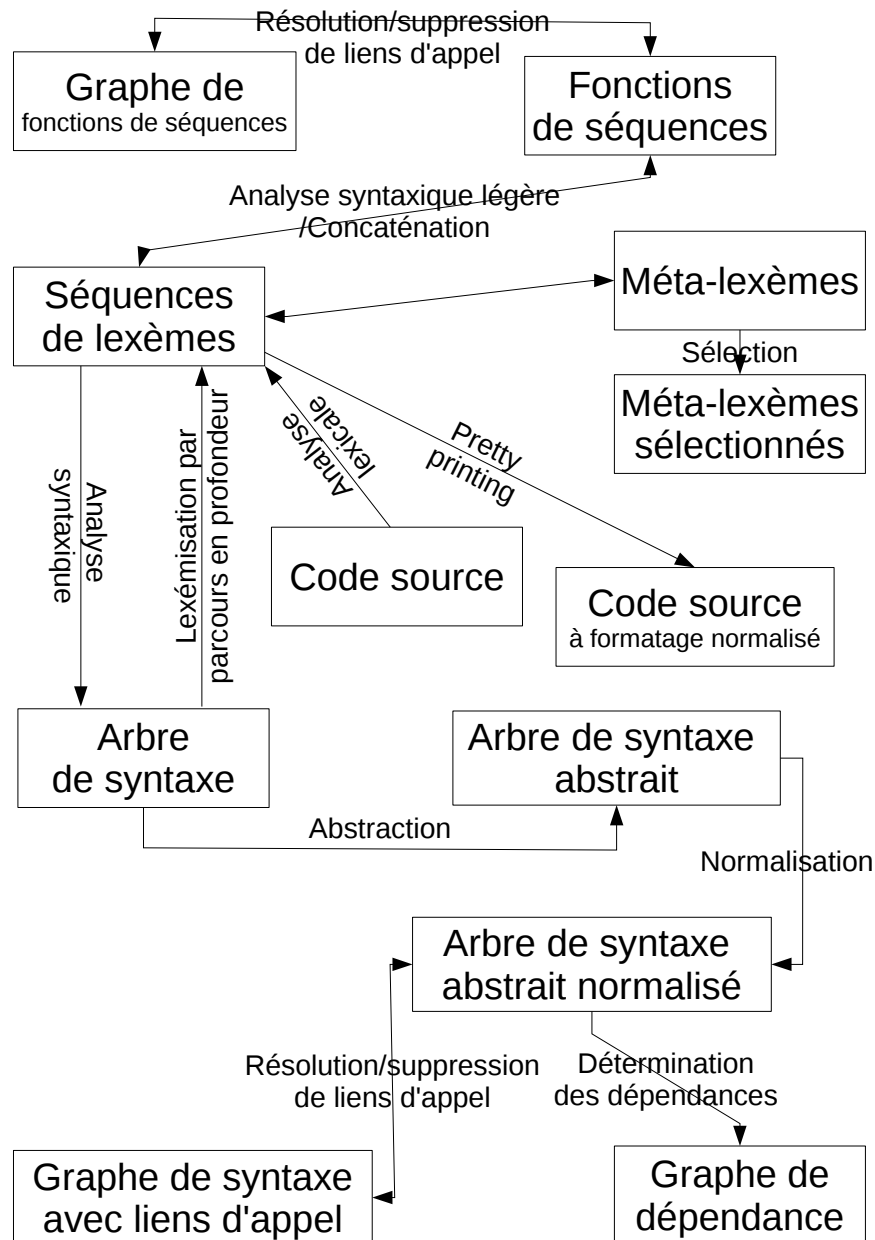 Résolution/suppression
de liens d'appel
Graphe de
fonctions de séquences
Fonctions
de séquences
Analyse syntaxique légère
/Concaténation
Séquences
de lexèmes
Méta-lexèmes
Sélection
Méta-lexèmes
sélectionnés
Analyse
syntaxique
Lexémisation par
parcours en profondeur
Analyse
lexicale
Pretty
printing
Code source
Code source
à formatage normalisé
Arbre
de syntaxe
Arbre de syntaxe
abstrait
Abstraction
Normalisation
Arbre de syntaxe
abstrait normalisé
Résolution/suppression
de liens d'appel
Détermination
des dépendances
Graphe de syntaxe
avec liens d'appel
Graphe de
dépendance